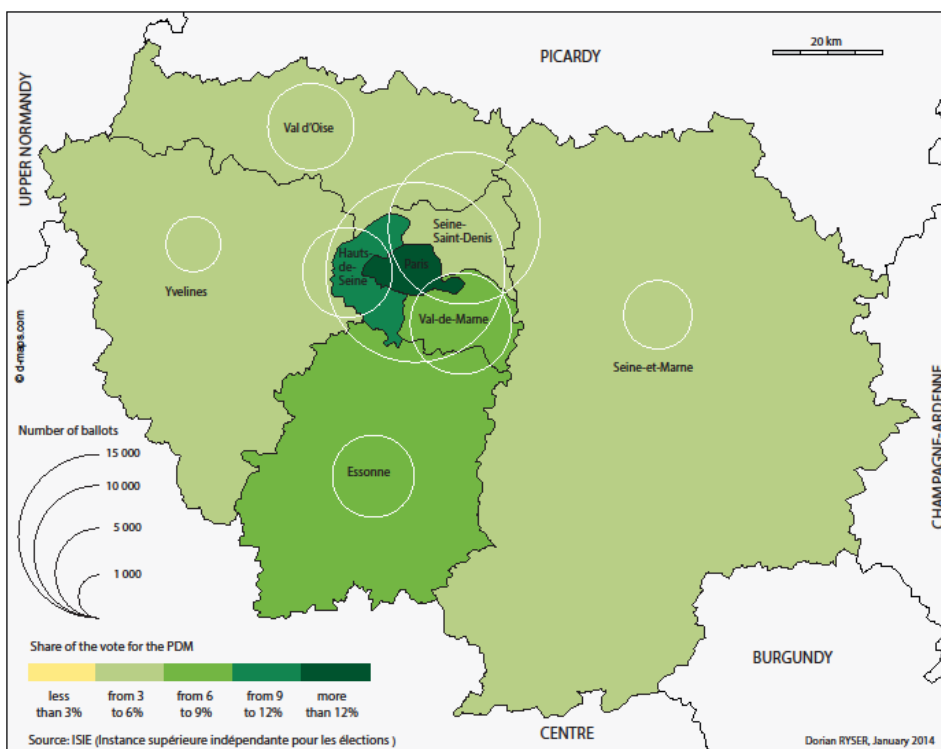 20 km
PICARDY
UPPER NORMANDY
Val d'Oise
Seine-
Saint-Denis
Hauts-
de-
Seine
Paris
Yvelines
Val-de-Marne
Seine-et-Marne
© d-maps.com
CHAMPAGNE-ARDENNE
Number of ballots
15 000
10 000
5 000
1 000
Essonne
Share of the vote for the PDM
less
than 3%
from 3
to 6%
from 6
to 9%
from 9
to 12%
more
than 12%
BURGUNDY
CENTRE
Source: ISIE (Instance supérieure indépendante pour les élections )
Dorian RYSER, January 2014